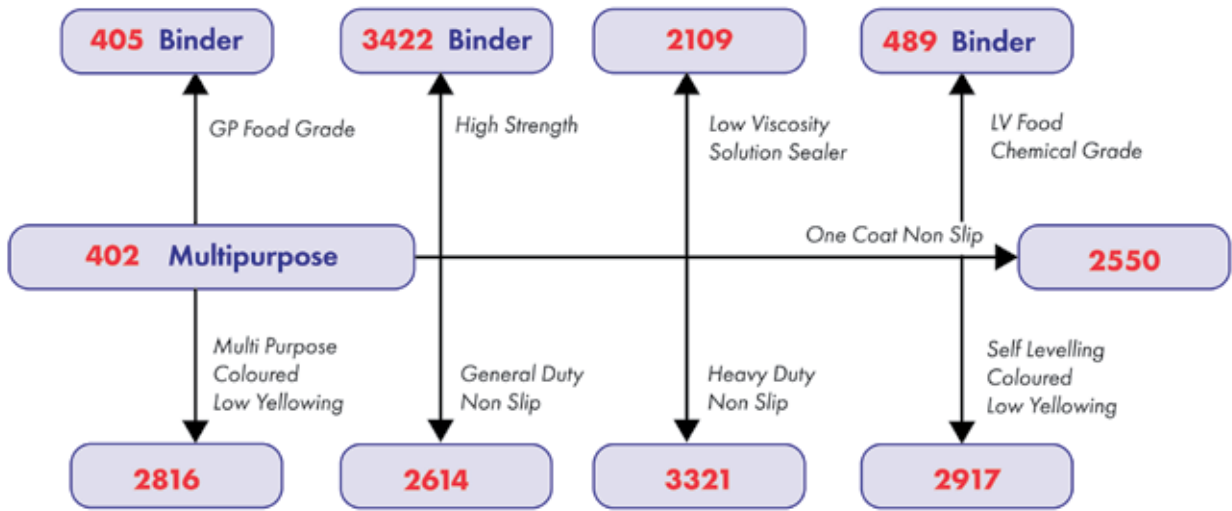 405 Binder
3422 Binder
2109
489 Binder
GP Food Grade
High Strength
Low Viscosity
Solution Sealer
LV Food
Chemical Grade
402 Multipurpose
One Coat Non Slip
2550
Multi Purpose
Coloured
Low Yellowing
General Duty
Non Slip
Heavy Duty
Non Slip
Self Levelling
Coloured
Low Yellowing
2816
2614
3321
2917